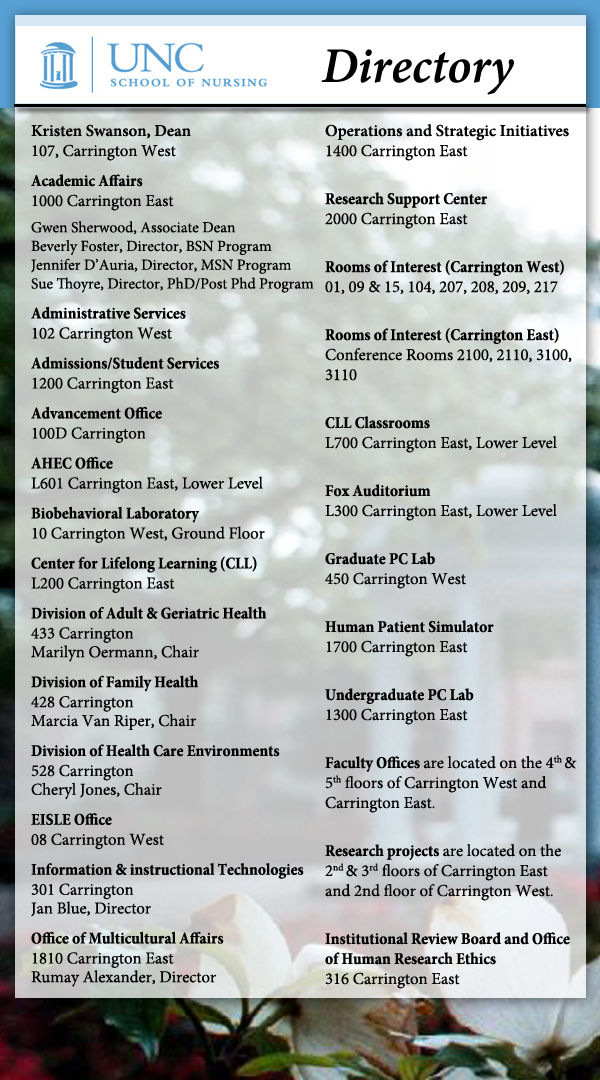 UNC
SCHOOL OF NURSING
Directory
Kristen Swanson, Dean
107, Carrington West
Academic Affairs
1000 Carrington East
Gwen Sherwood, Associate Dean
Beverly Foster, Director, BSN Program
Jennifer D’Auria, Director, MSN Program
Sue Thoyre, Director, PhD/Post Phd Program
Administrative Services
102 Carrington West
Admissions/Student Services
1200 Carrington East
Advancement Office
100D Carrington
AHEC Office
L601 Carrington East, Lower Level
Biobehavioral Laboratory
10 Carrington West, Ground Floor
Center for Lifelong Learning (CLL)
L200 Carrington East
Division of Adult & Geriatric Health
433 Carrington
Marilyn Oermann, Chair
Division of Family Health
428 Carrington
Marcia Van Riper, Chair
Division of Health Care Environments
528 Carrington
Cheryl Jones, Chair
EISLE Office
08 Carrington West
Information & instructional Technologies
301 Carrington
Jan Blue, Director
Office of Multicultural Affairs
1810 Carrington East
Rumay Alexander, Director
Operations and Strategic Initiatives
1400 Carrington East
Research Support Center
2000 Carrington East
Rooms of Interest (Carrington West)
01, 09 & 15, 104, 207, 208, 209, 217
Rooms of Interest (Carrington East)
Conference Rooms 2100, 2110, 3100,
3110
CLL Classrooms
L700 Carrington East, Lower Level
Fox Auditorium
L300 Carrington East, Lower Level
Graduate PC Lab
450 Carrington West
Human Patient Simulator
1700 Carrington East
Undergraduate PC Lab
1300 Carrington East
Faculty Offices are located on the 4th &
5th floors of Carrington West and
Carrington East.
Research projects are located on the
2nd & 3rd floors of Carrington East
and 2nd floor of Carrington West.
Institutional Review Board and Office
of Human Research Ethics
316 Carrington East